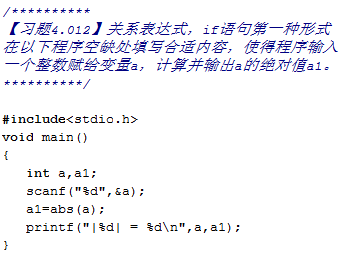 /**********
【习题4.012】关系表达式，if语句第一种形式
在以下程序空缺处填写合适内容，使得程序输入
一个整数赋给变量a，计算并输出a的绝对值a1。
**********/
#include<stdio.h>
void main()
{
int a,a1;
scanf("%d",&a);
a1=abs(a);
printf("|%d| = %d\n",a,a1);
}